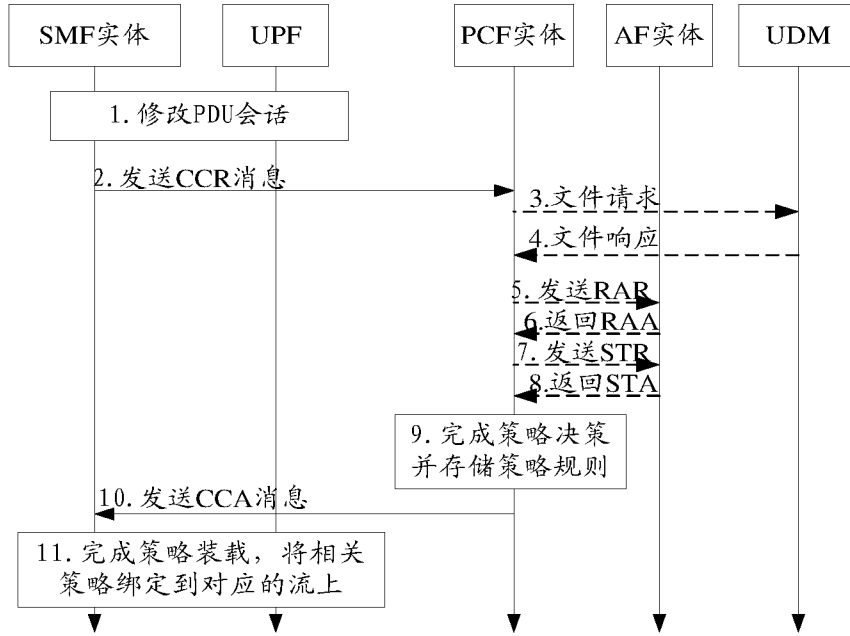 SMF实体 UPF PCF实体 AF实体 UDM
1.修改PDU会话
2.发送CCR消息
3.文件请求
4.文件响应
5.发送RAR
6.返回RAA
7.发送STR
8.返回STA
9.完成策略决策
并存储策略规则
10.发送CCA消息
11.完成策略装载，将相关
策略绑定到对应的流上